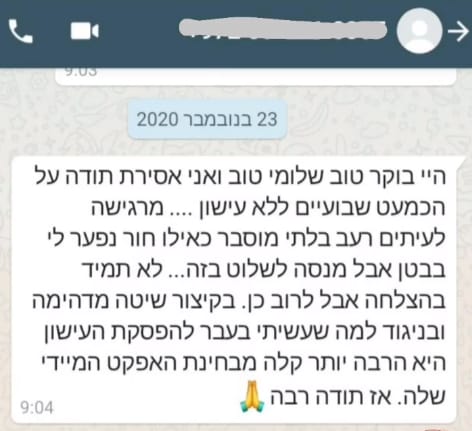 9:03
23 בנובמבר 2020
היי בוקר טוב שלומי טוב ואני אסירת תודה על
הכמעט שבועיים ללא עישון .... מרגישה
לעיתים רעב בלתי מוסבר כאילו חור נפער לי
בבטן אבל מנסה לשלוט בזה... לא תמיד
בהצלחה אבל לרוב כן. בקיצור שיטה מדהימה
ובניגוד למה שעשיתי בעבר להפסקת העישון
היא הרבה יותר קלה מבחינת האפקט המיידי
שלה. אז תודה רבה 🙏
9:04